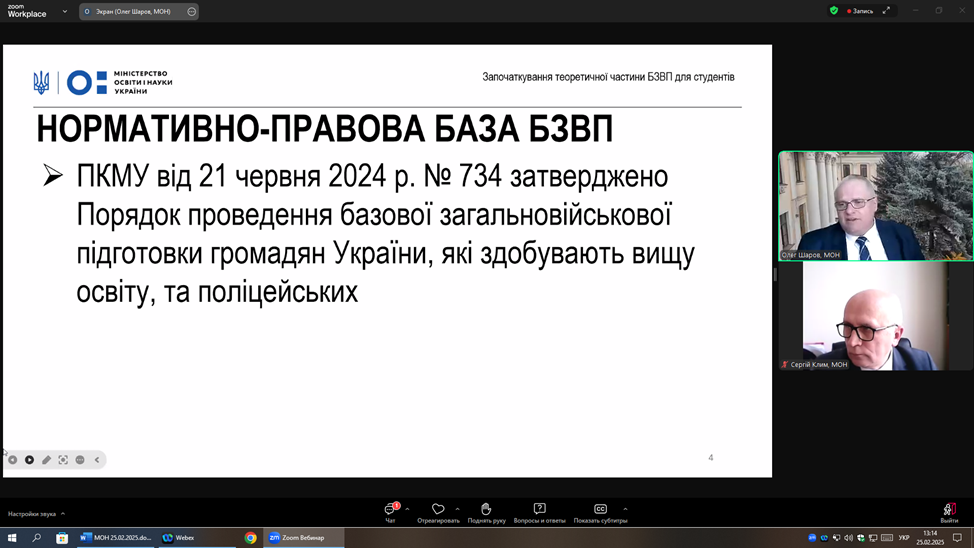 zoom
Workplace
Экран (Олег Шаров, МОН)
Запись
МІНІСТЕРСТВО
ОСВІТИ І НАУКИ
УКРАЇНИ
Започаткування теоретичної частини БЗВП для студентів
НОРМАТИВНО-ПРАВОВА БАЗА БЗВП
ПКМУ від 21 червня 2024 р. № 734 затверджено
Порядок проведення базової загальновійськової
підготовки громадян України, які здобувають вищу
освіту, та поліцейських
4
Олег Шаров, МОН
Сергій Клим, МОН
Настройки звука
1
Чат
Отреагировать
Поднять руку
Вопросы и ответы
CC
Показать субтитры
Выйти
МОН 25.02.2025.do...
Webex
zm
Zoom Вебинар
УКР
13:14
25.02.2025